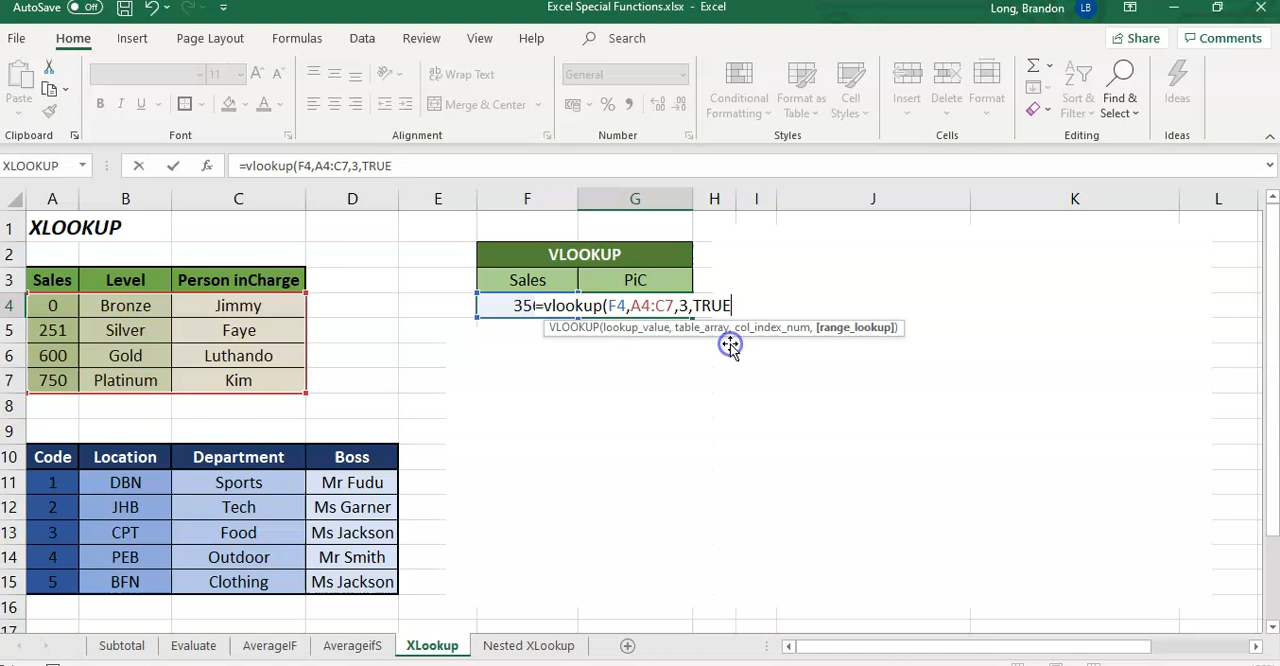 AutoSave Off Excel Special Functions.xlsx - Excel Long, Brandon LB
File Home Insert Page Layout Formulas Data Review View Help Search Share Comments
Paste 11 Wrap Text General Conditional Formatting Format as Table Cell Styles Insert Delete Format Sort & Filter Find & Select Ideas
B I U Merge & Center
Clipboard Font Alignment Number Styles Cells Editing Ideas
XLOOKUP fx =vlookup(F4,A4:C7,3,TRUE
A B C D E F G H I J K L
1 XLOOKUP
2 VLOOKUP
3 Sales Level Person inCharge Sales PiC
4 0 Bronze Jimmy 35 =vlookup(F4,A4:C7,3,TRUE
5 251 Silver Faye VLOOKUP(lookup_value, table_array, col_index_num, [range_lookup])
6 600 Gold Luthando
7 750 Platinum Kim
8
9
10 Code Location Department Boss
11 1 DBN Sports Mr Fudu
12 2 JHB Tech Ms Garner
13 3 CPT Food Ms Jackson
14 4 PEB Outdoor Mr Smith
15 5 BFN Clothing Ms Jackson
16
17
Subtotal Evaluate AverageIF AverageifS XLookup Nested XLookup